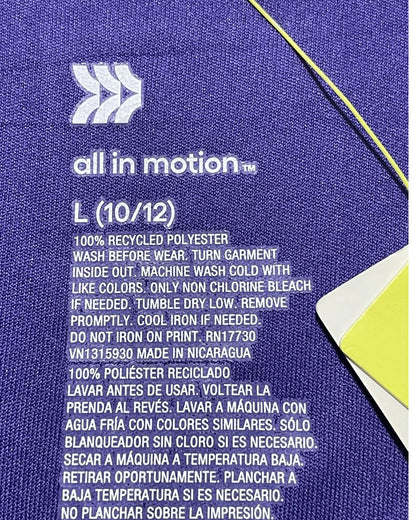 all in motion™
L (10/12)
100% RECYCLED POLYESTER
WASH BEFORE WEAR. TURN GARMENT
INSIDE OUT. MACHINE WASH COLD WITH
LIKE COLORS. ONLY NON CHLORINE BLEACH
IF NEEDED. TUMBLE DRY LOW. REMOVE
PROMPTLY. COOL IRON IF NEEDED.
DO NOT IRON ON PRINT. RN17730
VN1315930 MADE IN NICARAGUA
100% POLIÉSTER RECICLADO
LAVAR ANTES DE USAR. VOLTEAR LA
PRENDA AL REVÉS. LAVAR A MÁQUINA CON
AGUA FRÍA CON COLORES SIMILARES. SÓLO
BLANQUEADOR SIN CLORO SI ES NECESARIO.
SECAR A MÁQUINA A TEMPERATURA BAJA.
RETIRAR OPORTUNAMENTE. PLANCHAR A
BAJA TEMPERATURA SI ES NECESARIO.
NO PLANCHAR SOBRE LA IMPRESIÓN.